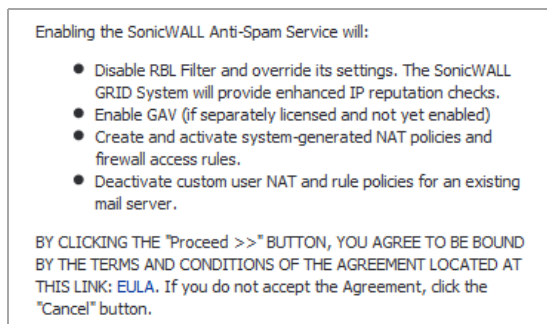 Enabling the SonicWALL Anti-Spam Service will:
● Disable RBL Filter and override its settings. The SonicWALL
GRID System will provide enhanced IP reputation checks.
● Enable GAV (if separately licensed and not yet enabled)
● Create and activate system-generated NAT policies and
firewall access rules.
● Deactivate custom user NAT and rule policies for an existing
mail server.
BY CLICKING THE "Proceed >>" BUTTON, YOU AGREE TO BE BOUND
BY THE TERMS AND CONDITIONS OF THE AGREEMENT LOCATED AT
THIS LINK: EULA. If you do not accept the Agreement, click the
"Cancel" button.